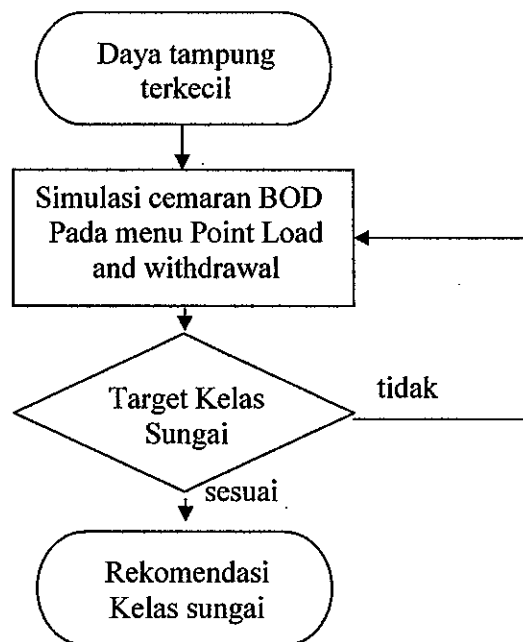 Daya tampung
terkecil
Simulasi cemaran BOD
Pada menu Point Load
and withdrawal
Target Kelas
Sungai
tidak
sesuai
Rekomendasi
Kelas sungai